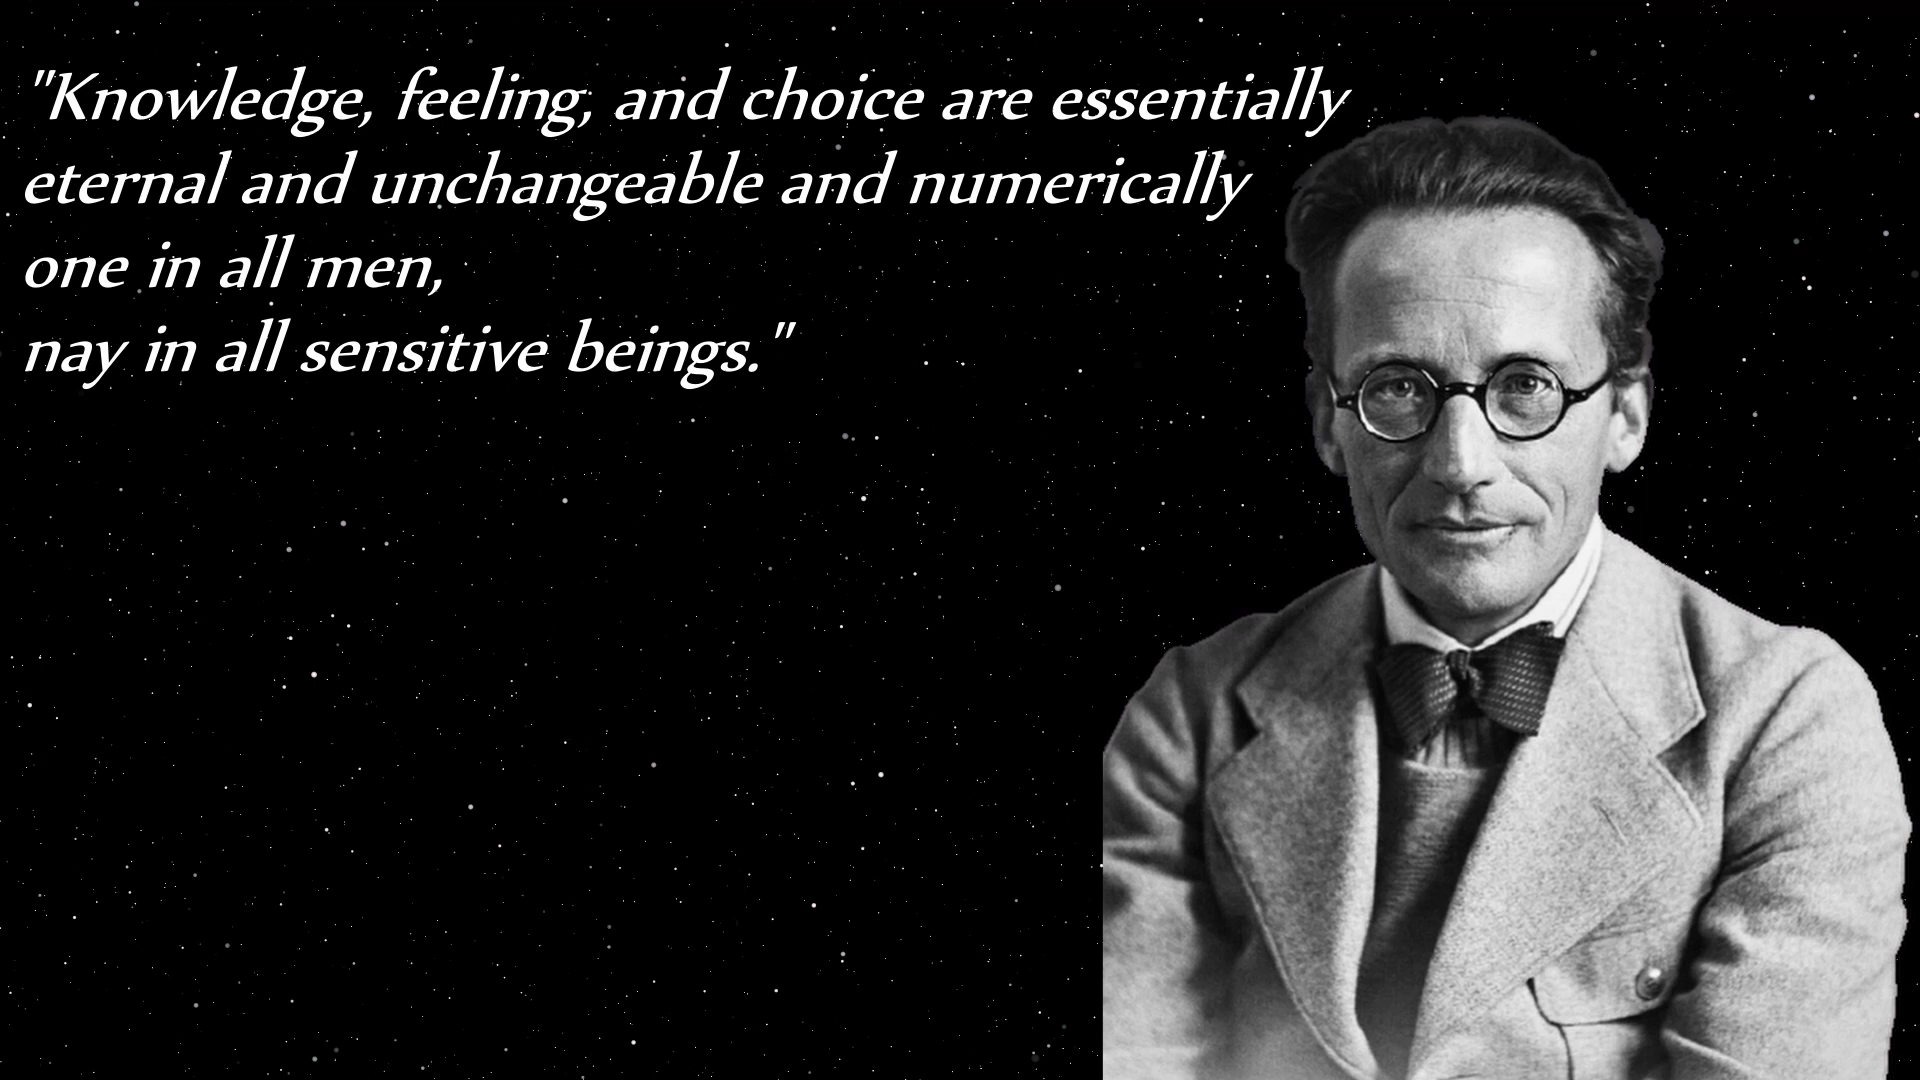 "Knowledge, feeling, and choice are essentially
eternal and unchangeable and numerically
one in all men,
nay in all sensitive beings."